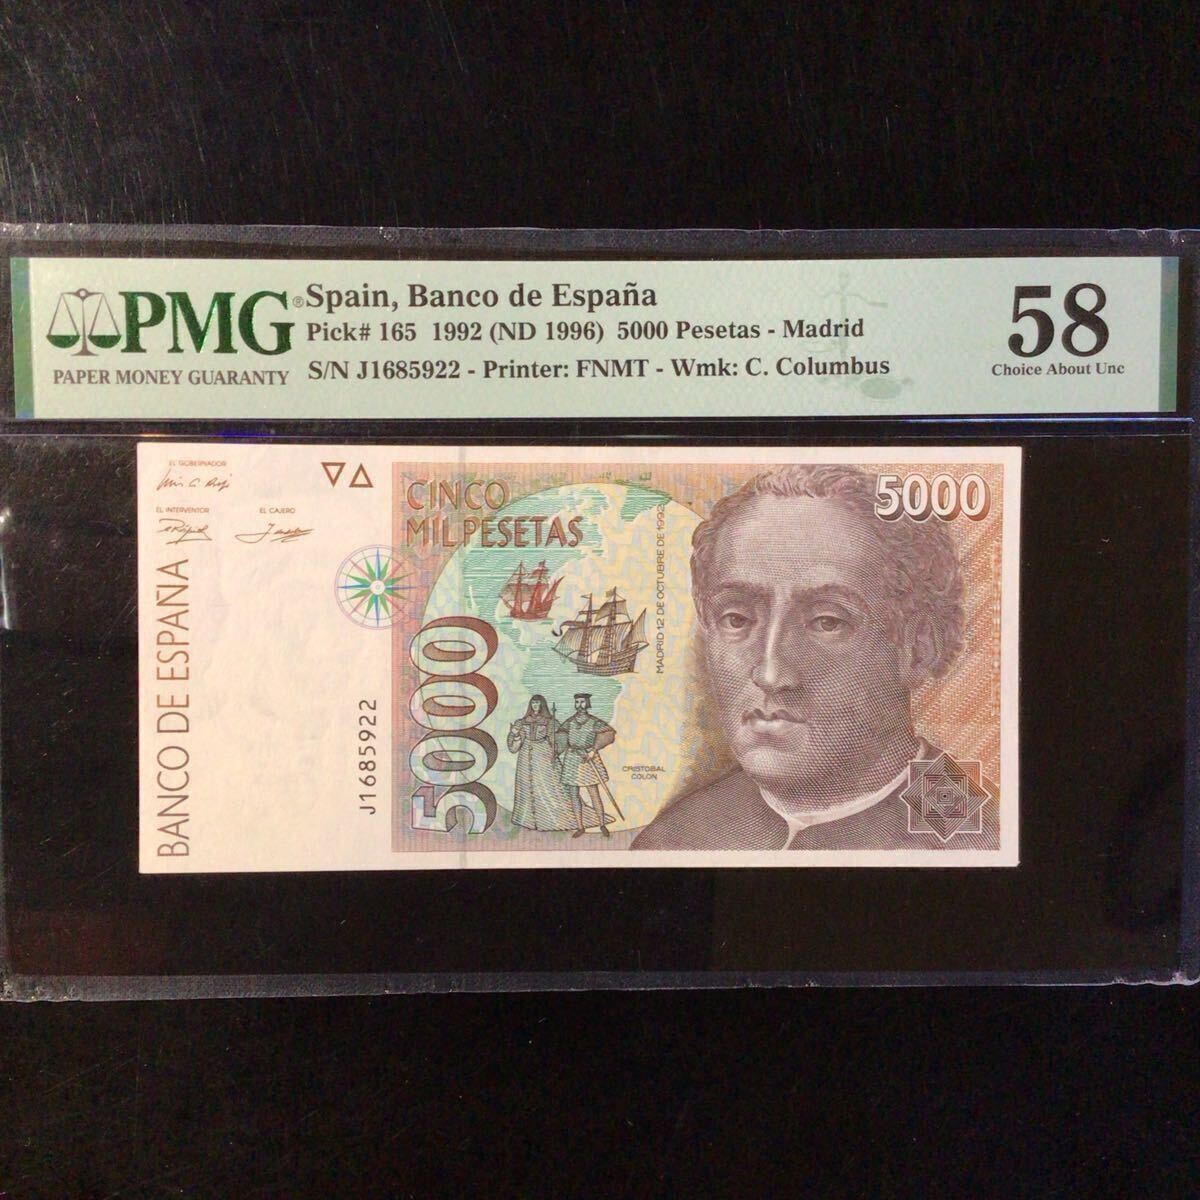 PMG®
PAPER MONEY GUARANTY
Spain, Banco de España
Pick# 165 1992 (ND 1996) 5000 Pesetas - Madrid
S/N J1685922 - Printer: FNMT - Wmk: C. Columbus
58
Choice About Unc
EL GOBERNADOR
EL INTERVENTOR
EL CAJERO
BANCO DE ESPAÑA
J1685922
CINCO
MIL PESETAS
5000
MADRID 12 DE OCTUBRE DE 1992
CRISTOBAL
COLON
5000